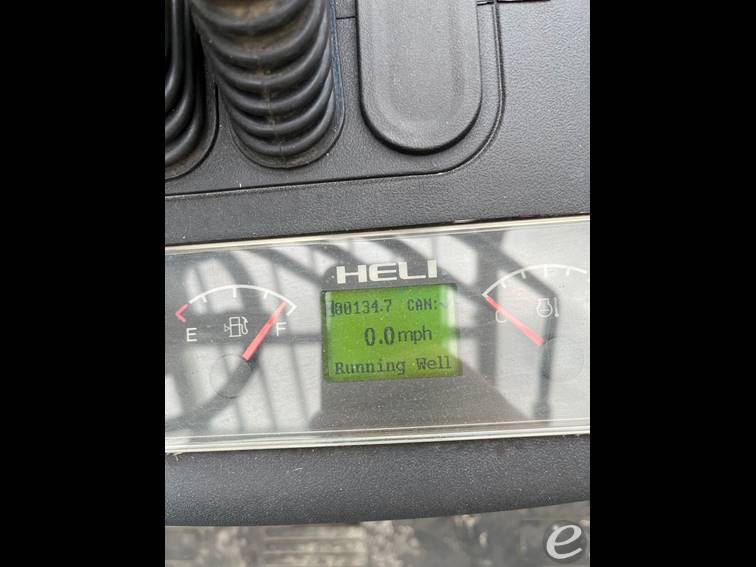 HELI
00134.7 CAN:
0.0mph
E F C
Running Well
e